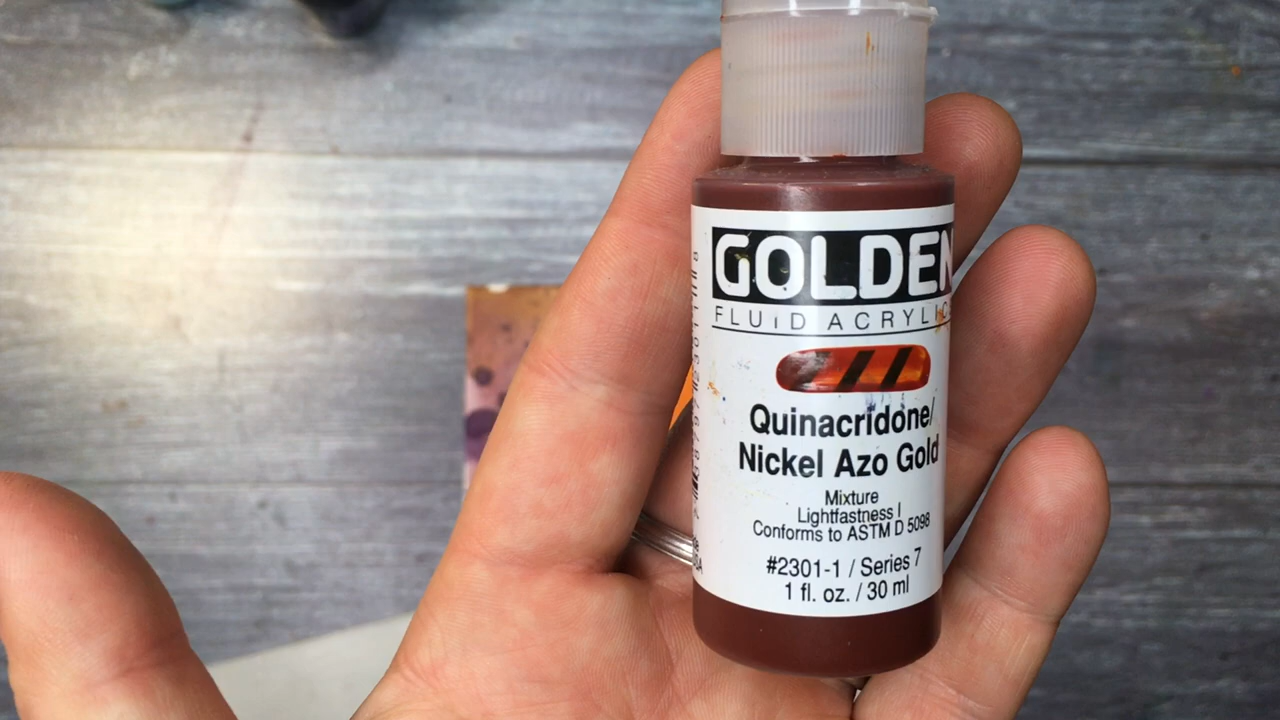 GOLDEN
FLUID ACRYLIC
Quinacridone/
Nickel Azo Gold
Mixture
Lightfastness I
Conforms to ASTM D 5098
#2301-1 / Series 7
1 fl. oz. / 30 ml